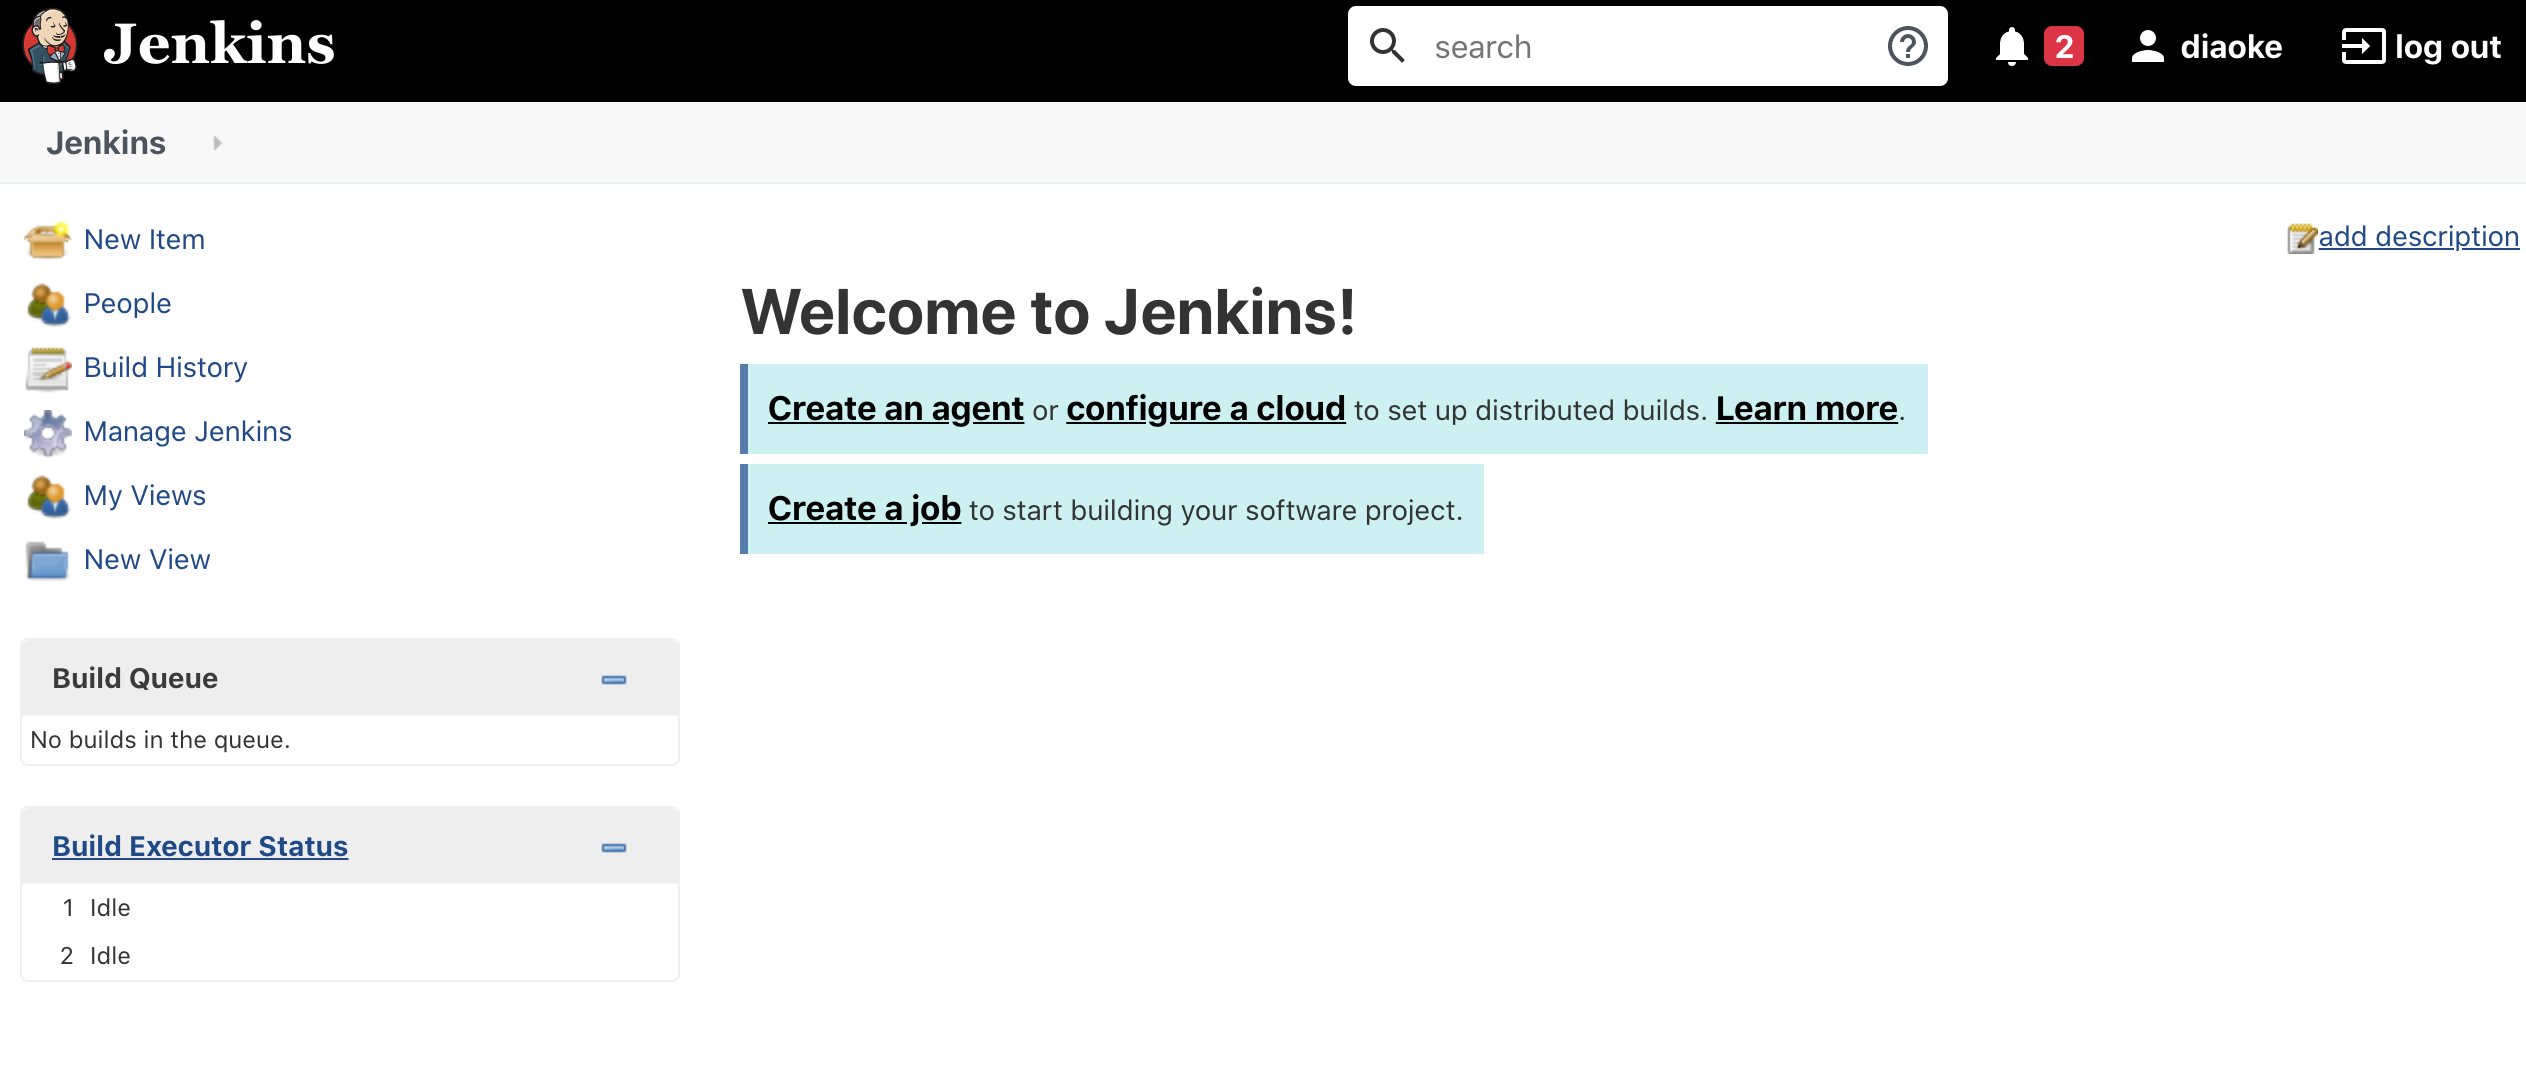 Jenkins
search
2
diaoke
log out
Jenkins
New Item
People
Build History
Manage Jenkins
My Views
New View
Build Queue
No builds in the queue.
Build Executor Status
1 Idle
2 Idle
add description
Welcome to Jenkins!
Create an agent or configure a cloud to set up distributed builds. Learn more.
Create a job to start building your software project.